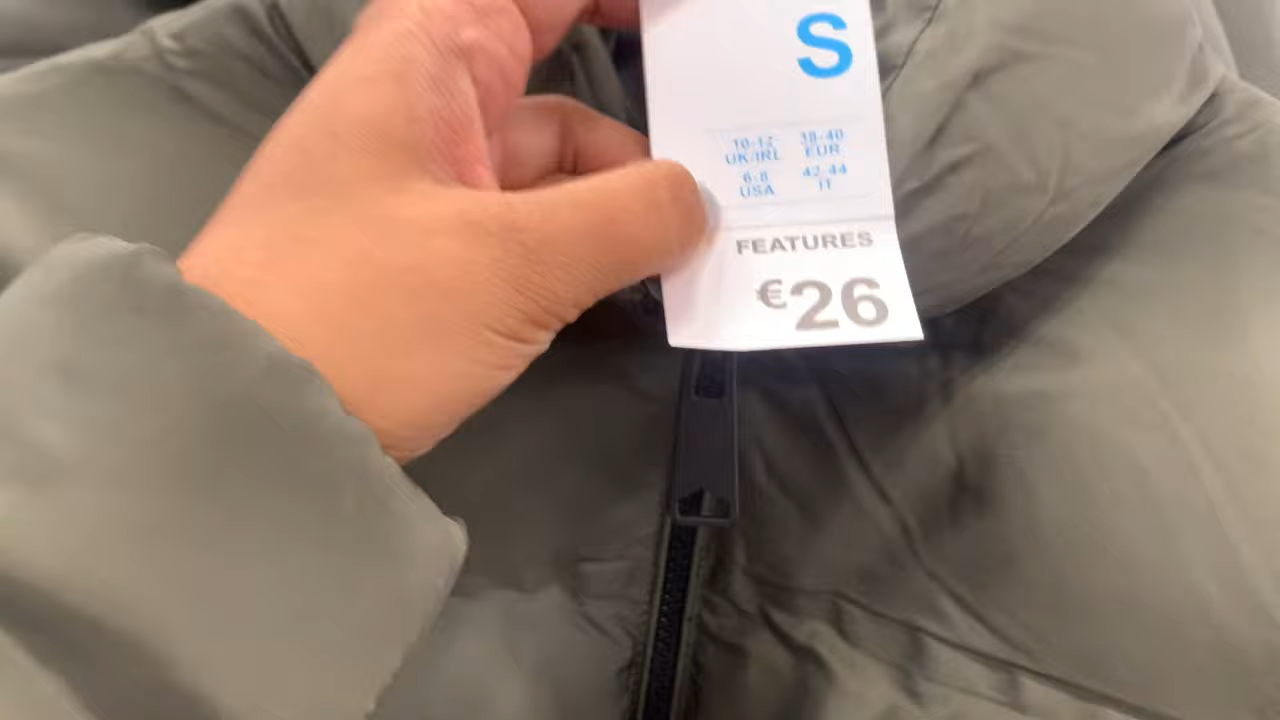 S
10-12 38-40
UK/IRL EUR
6-8 42-44
USA IT
FEATURES
€26